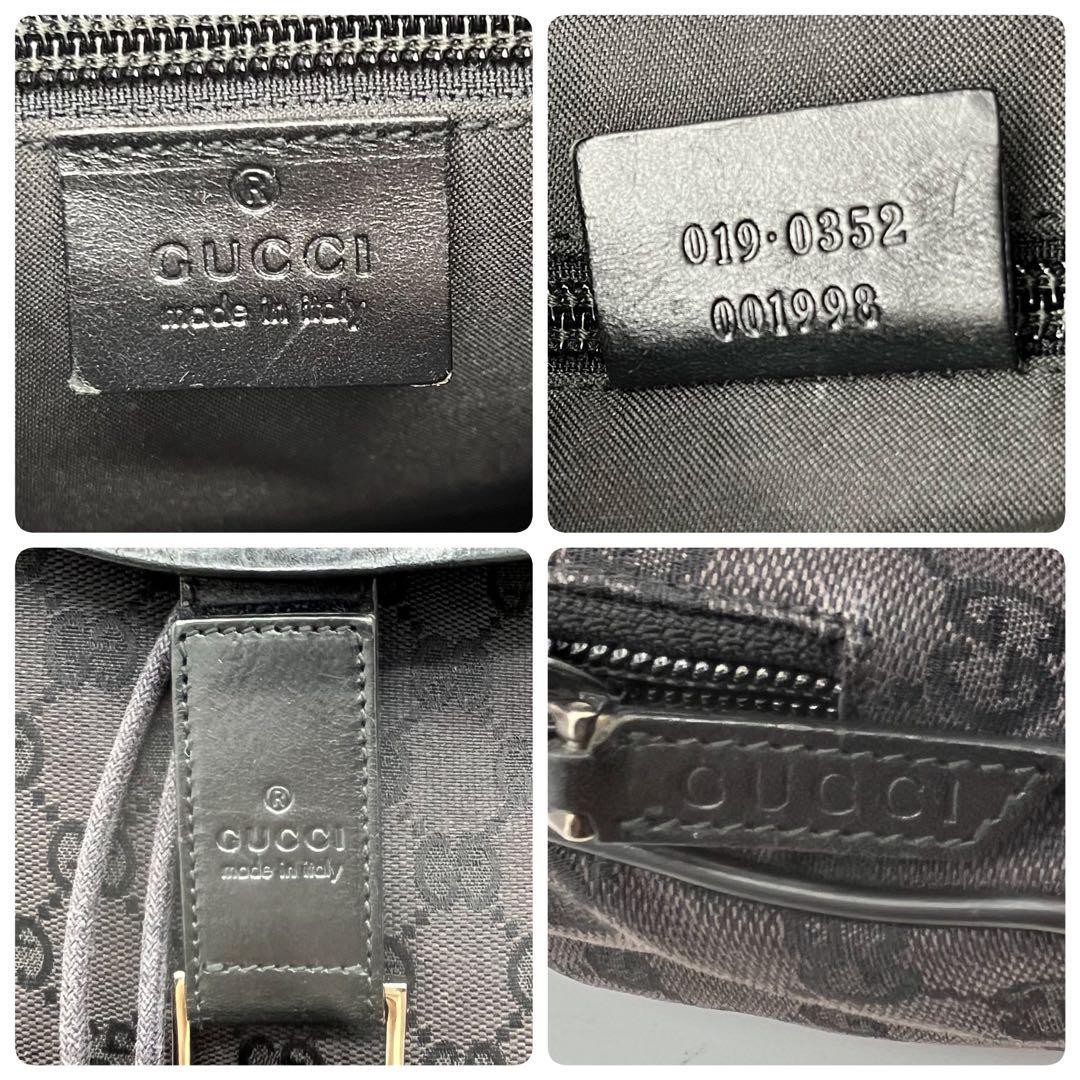 ®
GUCCI
made in italy
019·0352
001998
®
GUCCI
made in italy
GUCCI